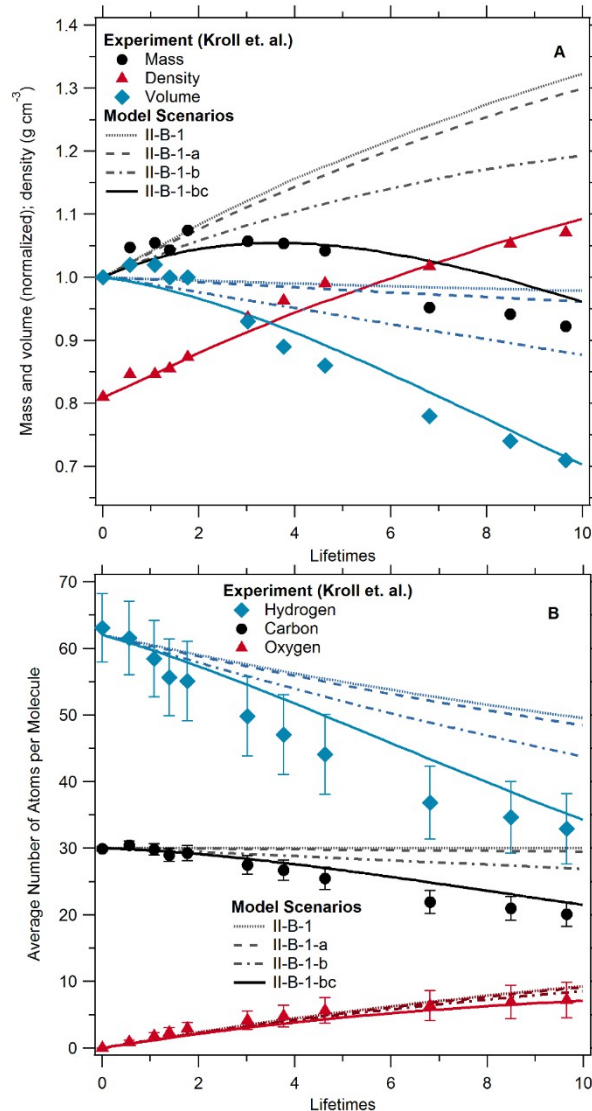 A
Experiment (Kroll et. al.)
Mass
Density
Volume
Model Scenarios
II-B-1
II-B-1-a
II-B-1-b
II-B-1-bc
Mass and volume (normalized); density (g cm⁻³)
1.4
1.3
1.2
1.1
1.0
0.9
0.8
0.7
0 2 4 6 8 10
Lifetimes
B
Experiment (Kroll et. al.)
Hydrogen
Carbon
Oxygen
Average Number of Atoms per Molecule
70
60
50
40
30
20
10
0
Model Scenarios
II-B-1
II-B-1-a
II-B-1-b
II-B-1-bc
0 2 4 6 8 10
Lifetimes